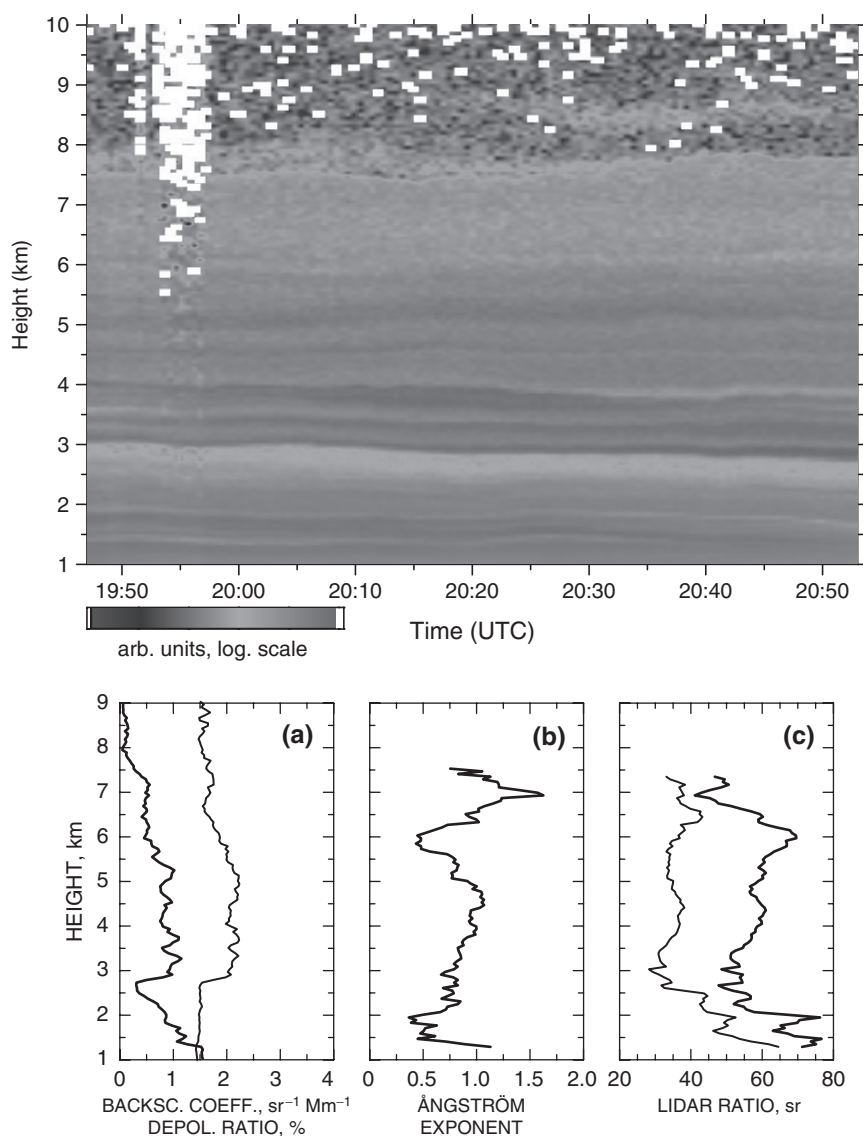 10
9
8
7
6
5
4
3
2
1
Height (km)
19:50 20:00 20:10 20:20 20:30 20:40 20:50
Time (UTC)
arb. units, log. scale
(a) (b) (c)
9
8
7
6
5
4
3
2
1
HEIGHT, km
0 1 2 3 4
0 0.5 1.0 1.5 2.0
20 40 60 80
BACKSC. COEFF., sr⁻¹ Mm⁻¹
DEPOL. RATIO, %
ÅNGSTRÖM
EXPONENT
LIDAR RATIO, sr